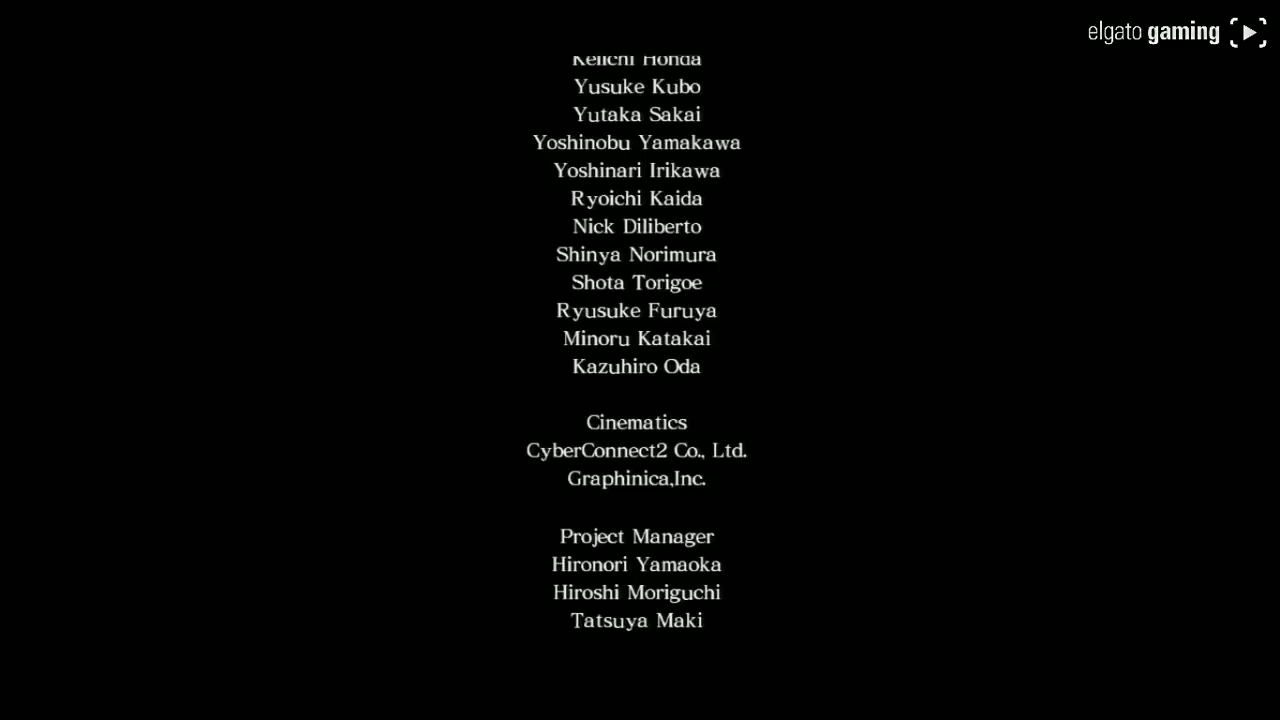 elgato gaming
Keiichi Honda
Yusuke Kubo
Yutaka Sakai
Yoshinobu Yamakawa
Yoshinari Irikawa
Ryoichi Kaida
Nick Diliberto
Shinya Norimura
Shota Torigoe
Ryusuke Furuya
Minoru Katakai
Kazuhiro Oda
Cinematics
CyberConnect2 Co., Ltd.
Graphinica,Inc.
Project Manager
Hironori Yamaoka
Hiroshi Moriguchi
Tatsuya Maki